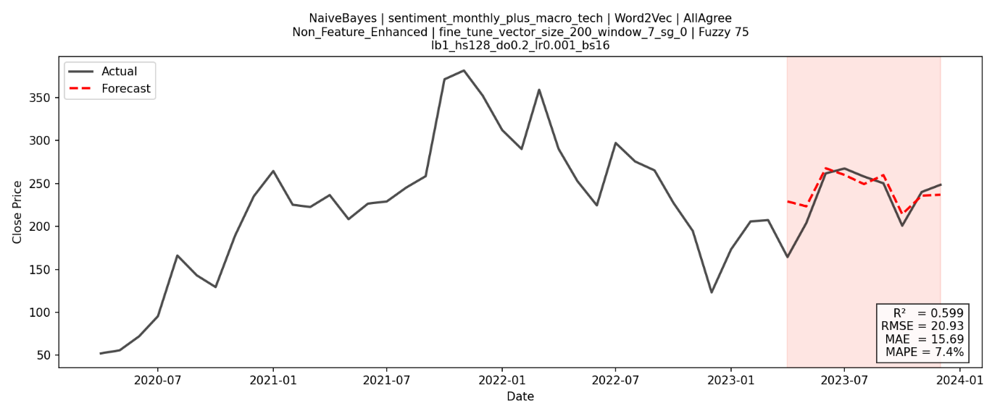 NaiveBayes | sentiment_monthly_plus_macro_tech | Word2Vec | AllAgree
Non_Feature_Enhanced | fine_tune_vector_size_200_window_7_sg_0 | Fuzzy 75
lb1_hs128_do0.2_lr0.001_bs16
Actual
Forecast
Close Price
350
300
250
200
150
100
50
R² = 0.599
RMSE = 20.93
MAE = 15.69
MAPE = 7.4%
2020-07
2021-01
2021-07
2022-01
2022-07
2023-01
2023-07
2024-01
Date